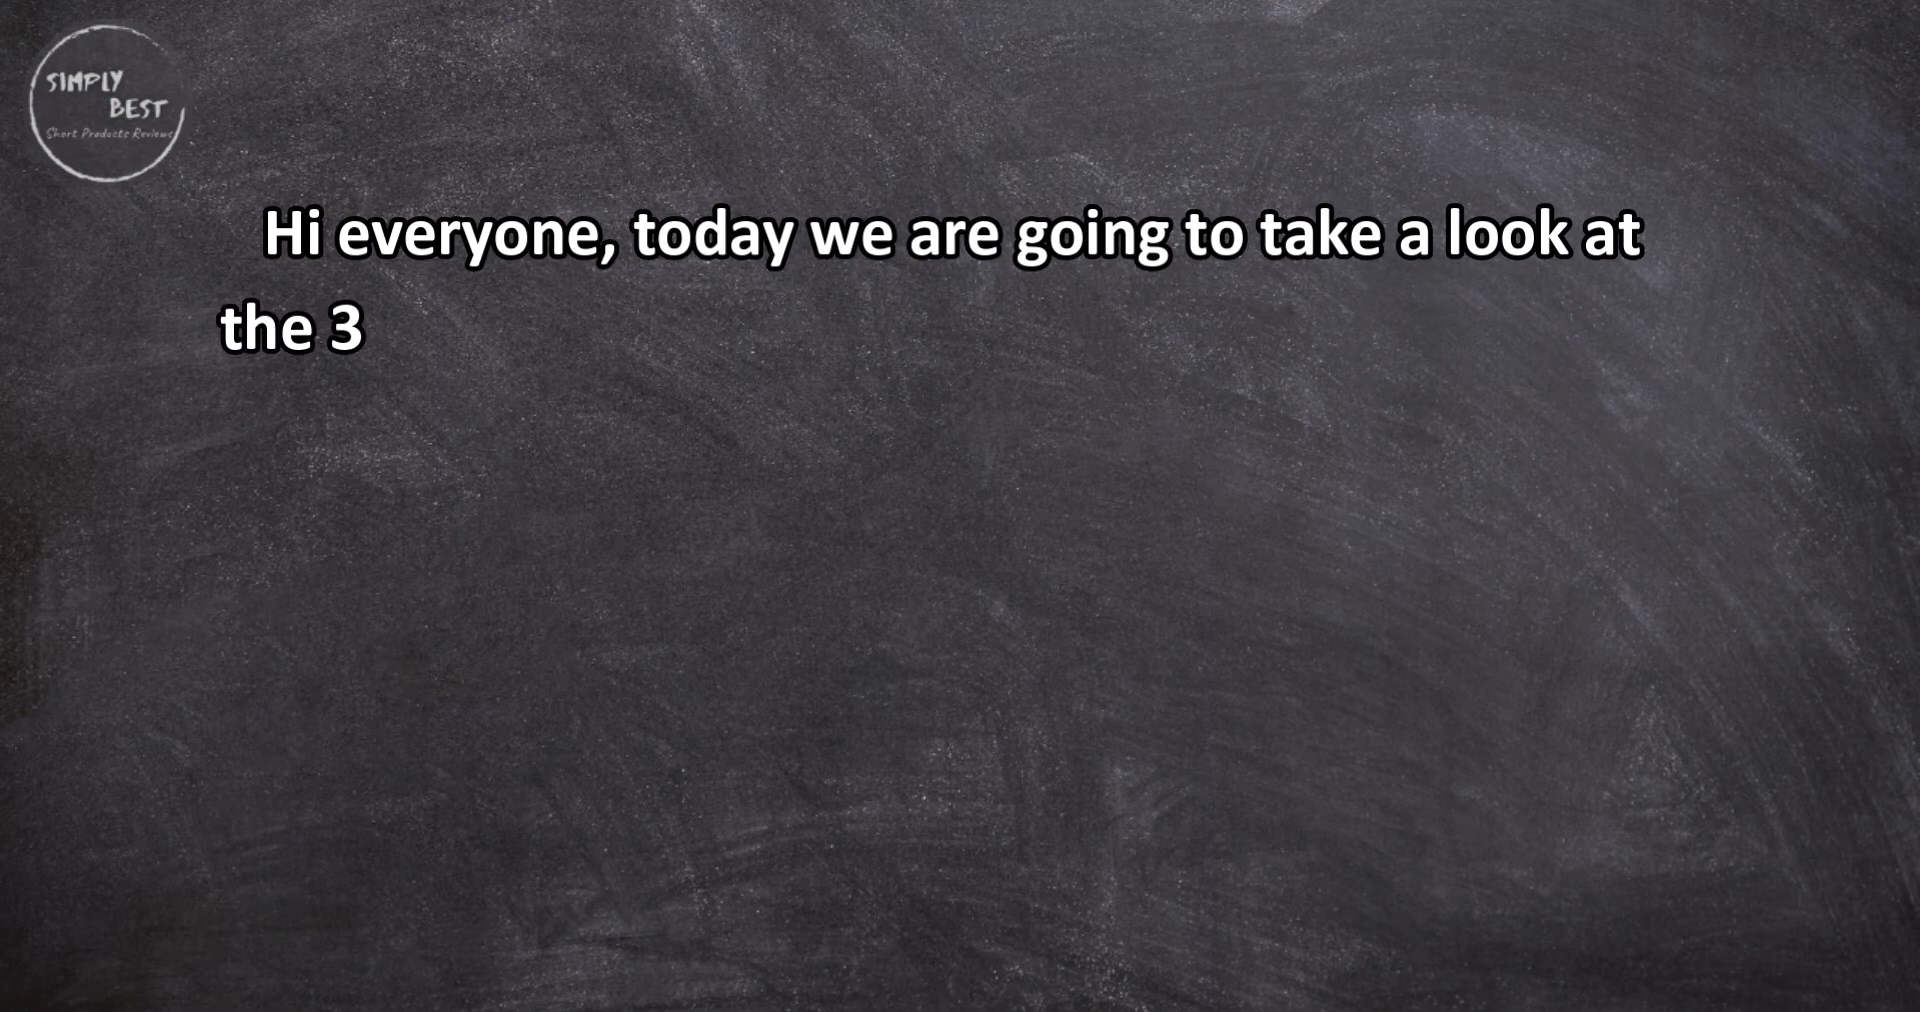 SIMPLY
BEST
Short Products Reviews
Hi everyone, today we are going to take a look at
the 3